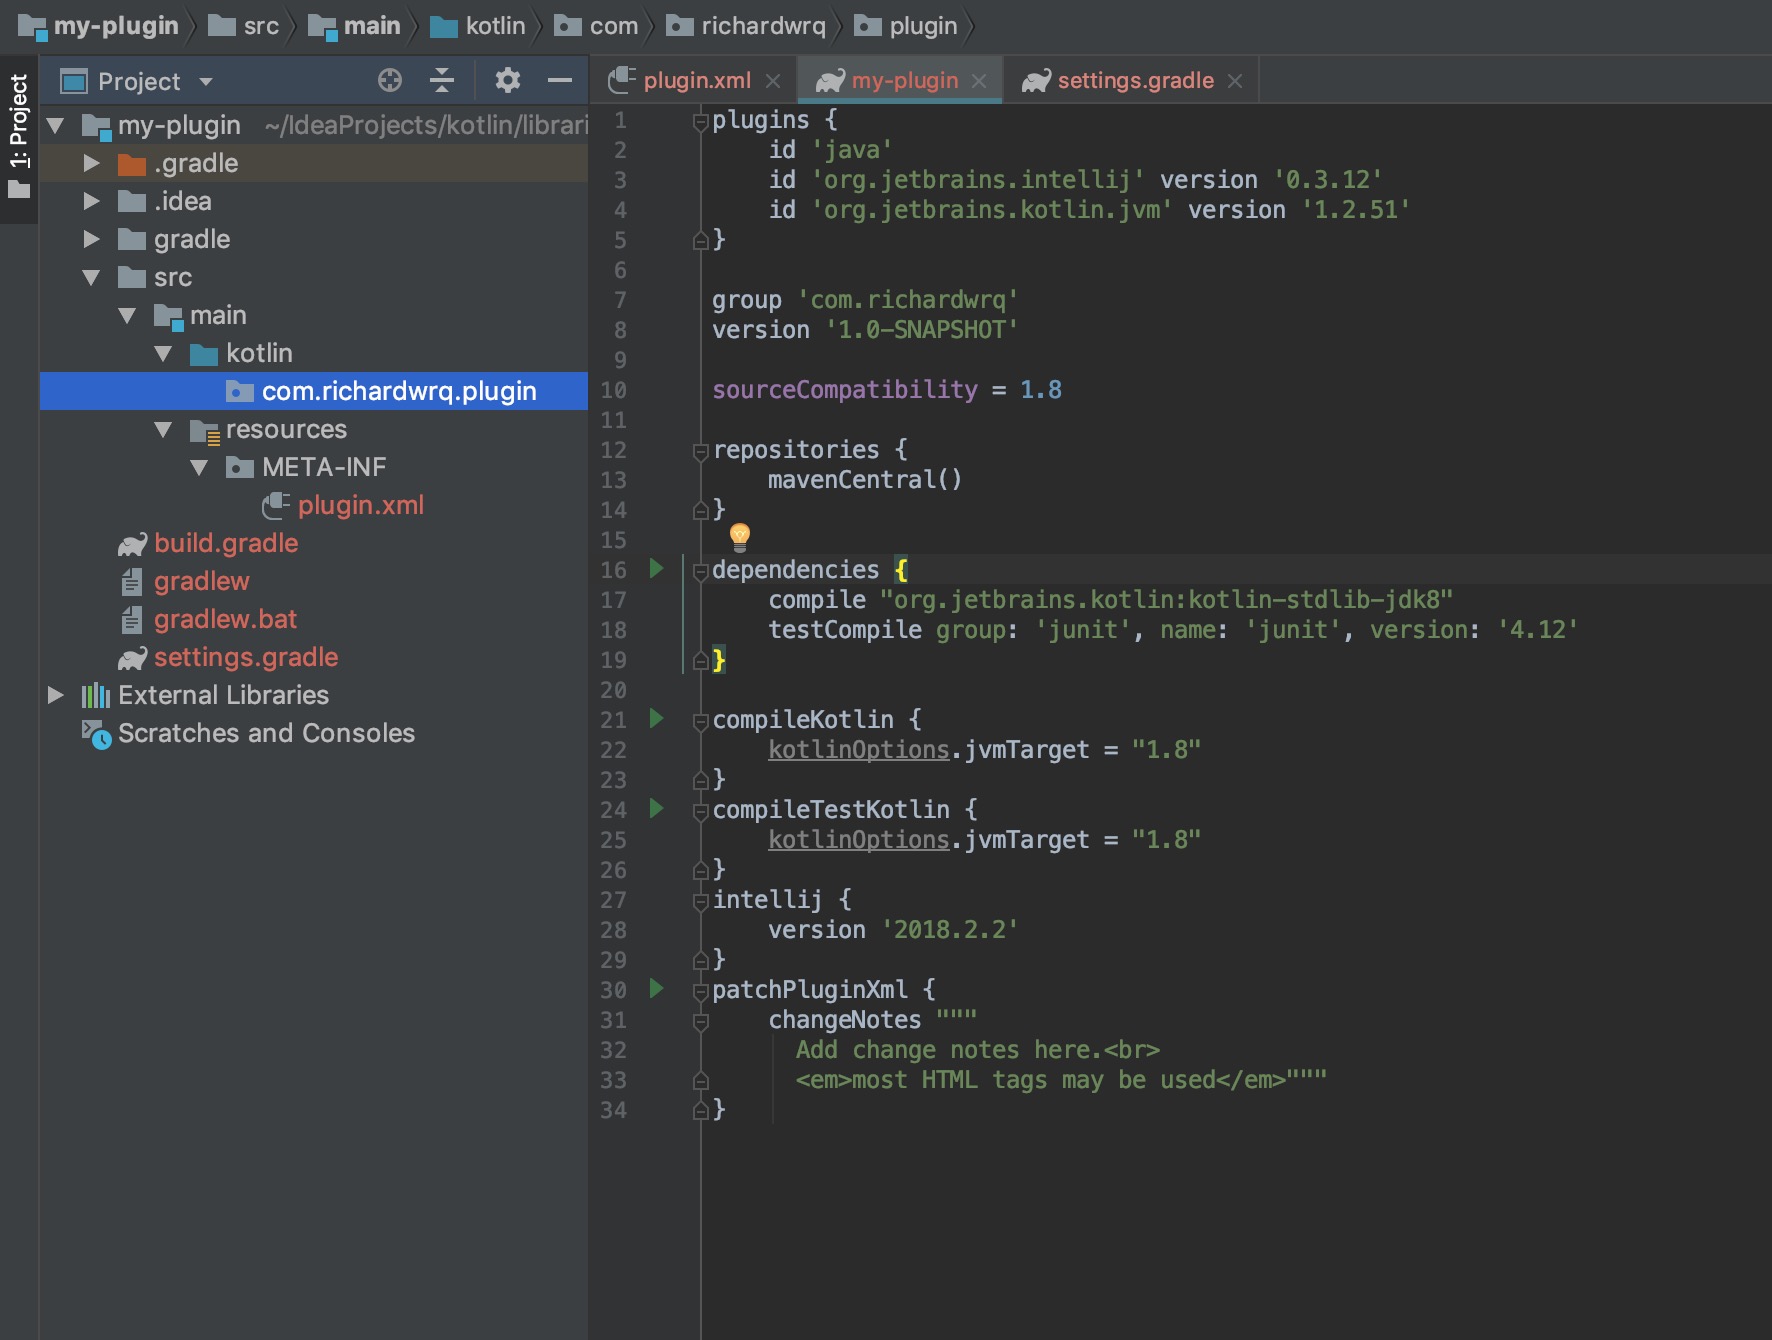 my-plugin src main kotlin com richardwrq plugin
1: Project
Project
my-plugin ~/IdeaProjects/kotlin/librari
.gradle
.idea
gradle
src
main
kotlin
com.richardwrq.plugin
resources
META-INF
plugin.xml
build.gradle
gradlew
gradlew.bat
settings.gradle
External Libraries
Scratches and Consoles
plugin.xml my-plugin settings.gradle
1 plugins {
2     id 'java'
3     id 'org.jetbrains.intellij' version '0.3.12'
4     id 'org.jetbrains.kotlin.jvm' version '1.2.51'
5 }
6
7 group 'com.richardwrq'
8 version '1.0-SNAPSHOT'
9
10 sourceCompatibility = 1.8
11
12 repositories {
13     mavenCentral()
14 }
15
16 dependencies {
17     compile "org.jetbrains.kotlin:kotlin-stdlib-jdk8"
18     testCompile group: 'junit', name: 'junit', version: '4.12'
19 }
20
21 compileKotlin {
22     kotlinOptions.jvmTarget = "1.8"
23 }
24 compileTestKotlin {
25     kotlinOptions.jvmTarget = "1.8"
26 }
27 intellij {
28     version '2018.2.2'
29 }
30 patchPluginXml {
31     changeNotes """
32       Add change notes here.<br>
33       <em>most HTML tags may be used</em>"""
34 }